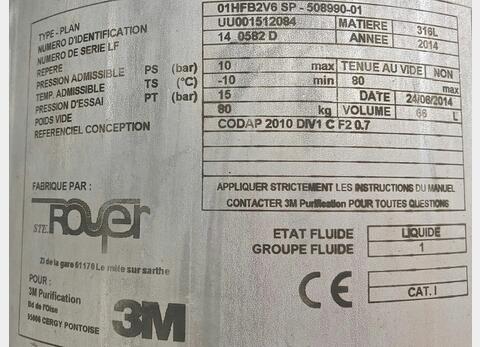 TYPE - PLAN 01HFB2V6 SP - 508990-01
NUMERO D'IDENTIFICATION UU001512084 MATIERE 316L
NUMERO DE SERIE LF 14_0582 D ANNEE 2014
REPERE
PRESSION ADMISSIBLE PS (bar) 10 max TENUE AU VIDE NON
TEMP. ADMISSIBLE TS (°C) -10 min 80 max
PRESSION D'ESSAI PT (bar) 15 DATE 24/06/2014
POIDS VIDE 80 kg VOLUME 66 L
REFERENTIEL CONCEPTION CODAP 2010 DIV1 C F2 0.7
APPLIQUER STRICTEMENT LES INSTRUCTIONS DU MANUEL
CONTACTER 3M Purification POUR TOUTES QUESTIONS
FABRIQUE PAR :
STE. ROYER
ZI de la gare 61170 Le mêle sur sarthe
ETAT FLUIDE LIQUIDE
GROUPE FLUIDE 1
POUR :
3M Purification
Bd de l'Oise
95006 CERGY PONTOISE
3M
CE
CAT. I